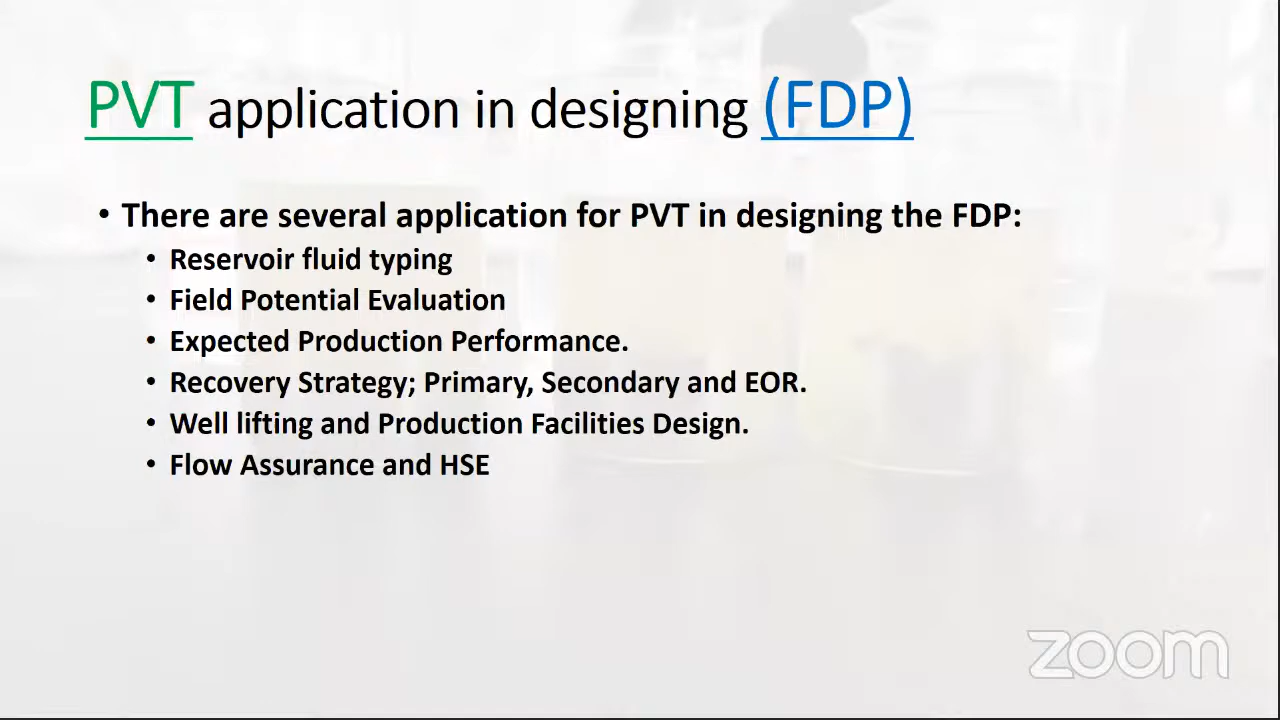 PVT application in designing (FDP)
• There are several application for PVT in designing the FDP:
• Reservoir fluid typing
• Field Potential Evaluation
• Expected Production Performance.
• Recovery Strategy; Primary, Secondary and EOR.
• Well lifting and Production Facilities Design.
• Flow Assurance and HSE
zoom